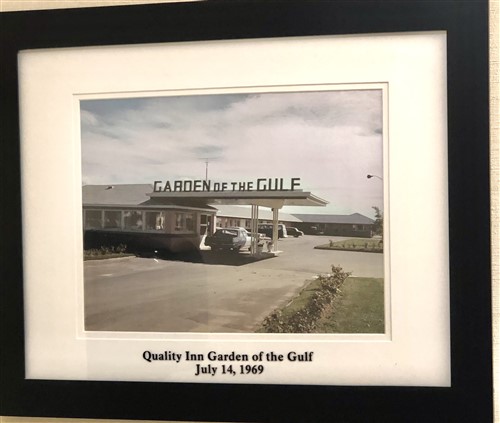 GARDEN OF THE GULF
Quality Inn Garden of the Gulf
July 14, 1969